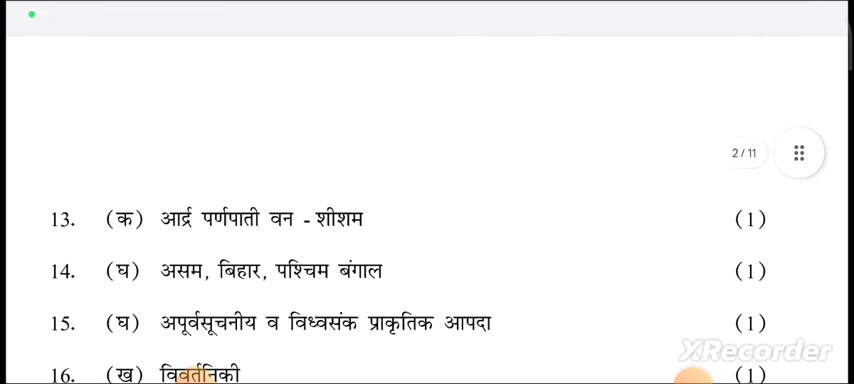 2/11
13. (क) आर्द्र पर्णपाती वन - शीशम (1)
14. (घ) असम, बिहार, पश्चिम बंगाल (1)
15. (घ) अपूर्वसूचनीय व विध्वसंक प्राकृतिक आपदा (1)
XRecorder
16. (ख) विवर्तनिकी (1)